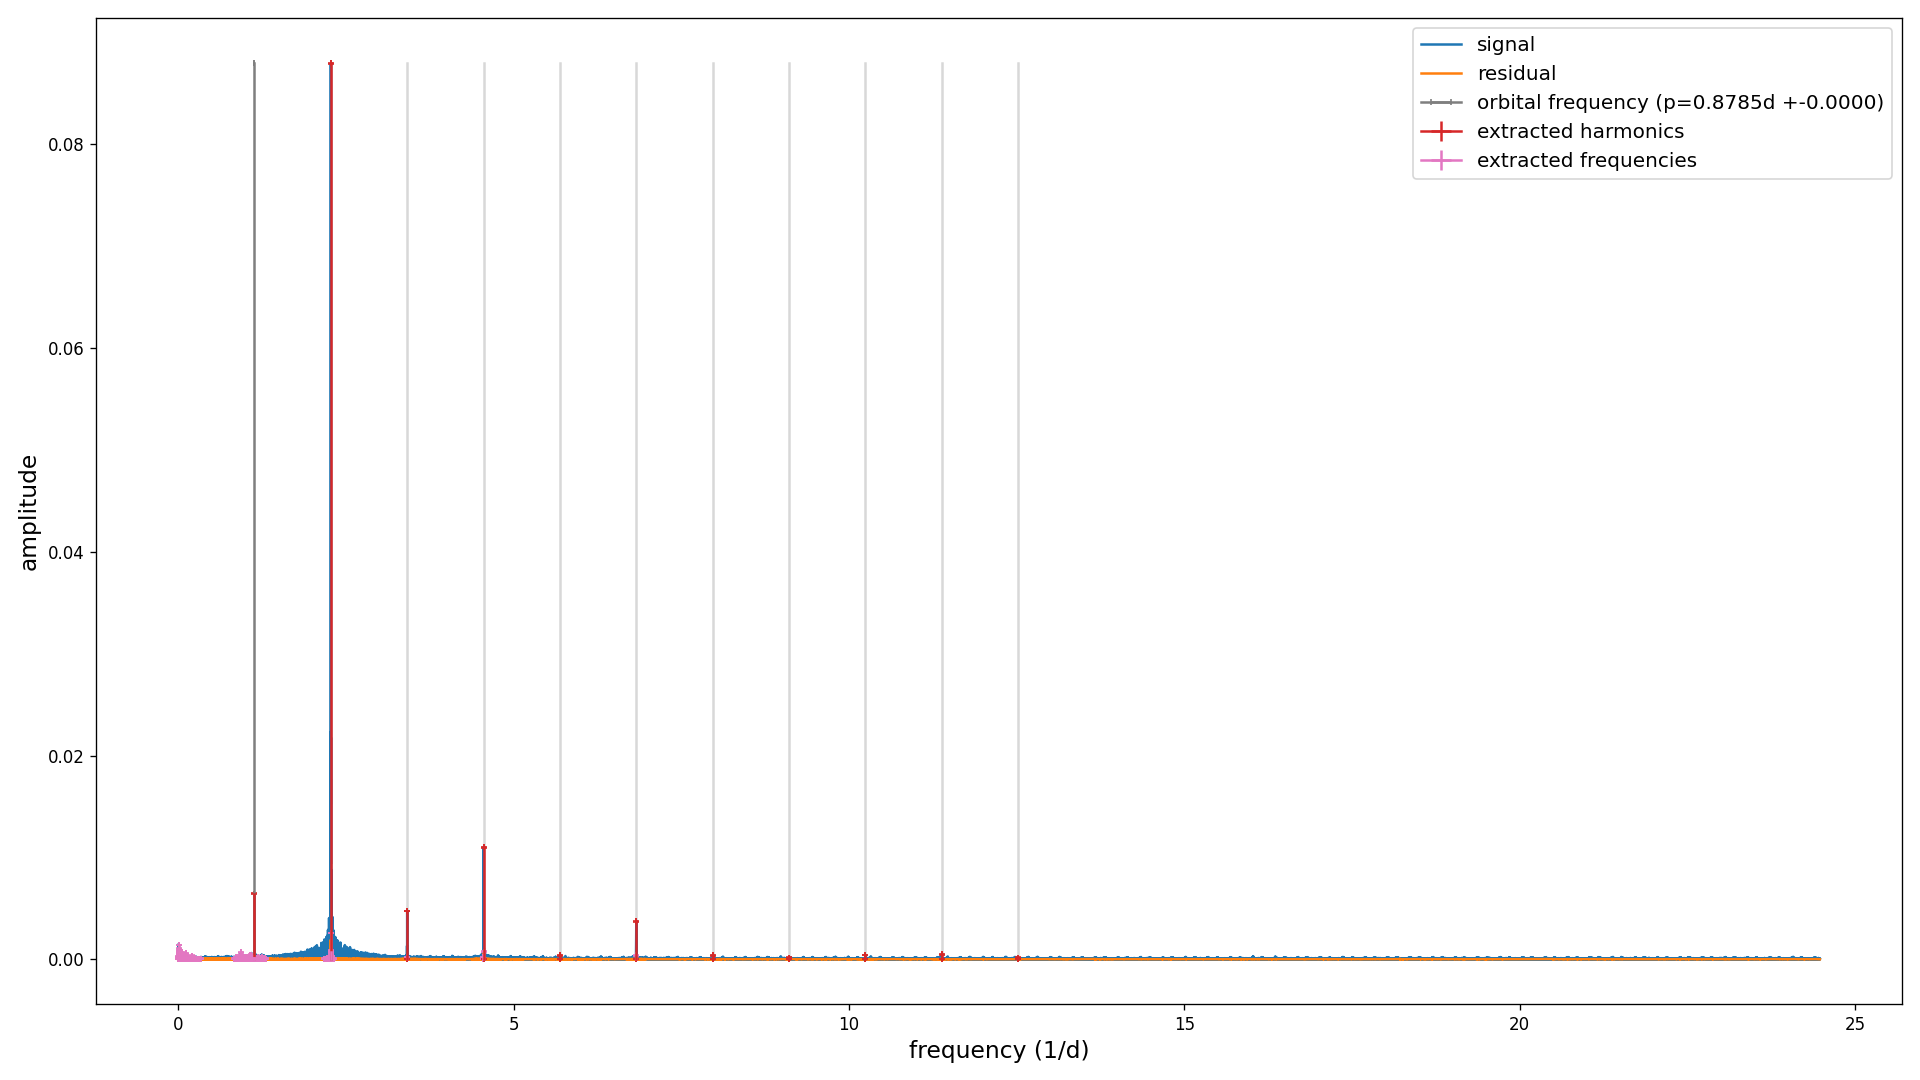 signal
residual
orbital frequency (p=0.8785d +-0.0000)
extracted harmonics
extracted frequencies
0.08
0.06
0.04
0.02
0.00
amplitude
0 5 10 15 20 25
frequency (1/d)